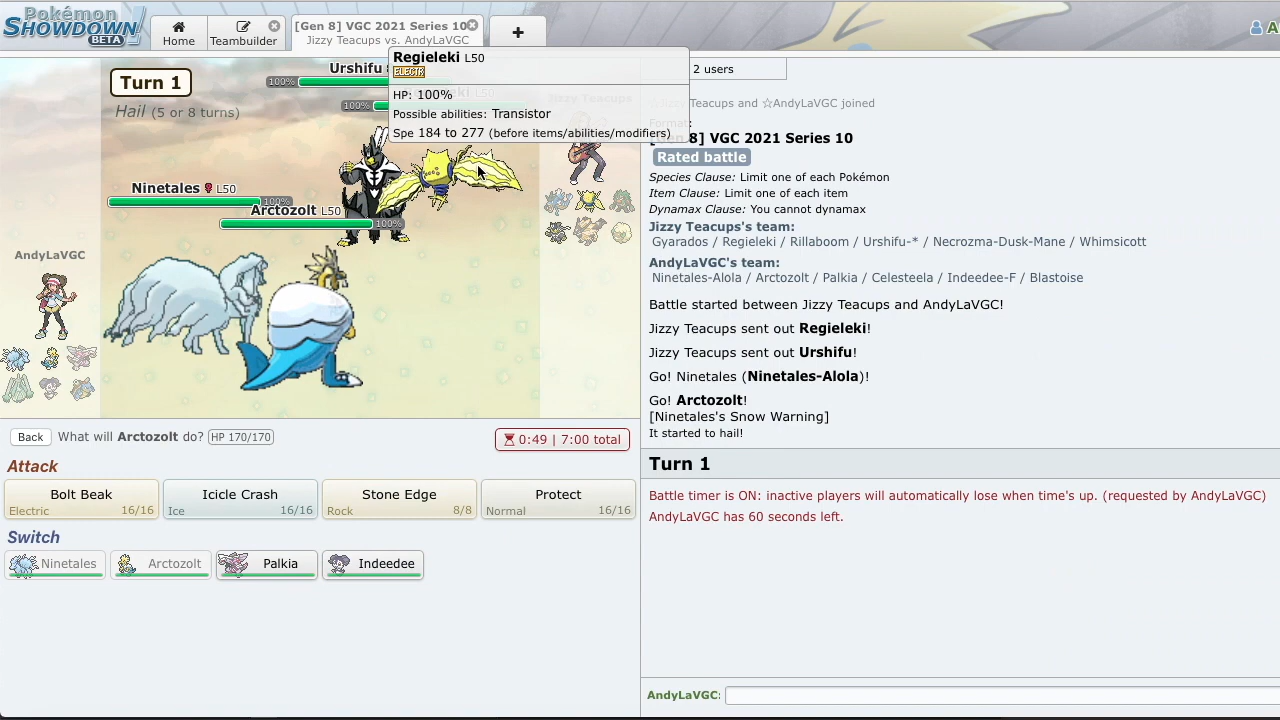 Pokémon
SHOWDOWN!
BETA
Home
Teambuilder
[Gen 8] VGC 2021 Series 10
Jizzy Teacups vs. AndyLaVGC
+
A
Regieleki L50
ELECTR
HP: 100%
Possible abilities: Transistor
Spe 184 to 277 (before items/abilities/modifiers)
Turn 1
Hail (5 or 8 turns)
Urshifu
100%
100%
Ninetales L50
100%
Arctozolt L50
100%
AndyLaVGC
Jizzy Teacups
2 users
Teacups and ☆AndyLaVGC joined
Format:
[Gen 8] VGC 2021 Series 10
Rated battle
Species Clause: Limit one of each Pokémon
Item Clause: Limit one of each item
Dynamax Clause: You cannot dynamax
Jizzy Teacups's team:
Gyarados / Regieleki / Rillaboom / Urshifu-* / Necrozma-Dusk-Mane / Whimsicott
AndyLaVGC's team:
Ninetales-Alola / Arctozolt / Palkia / Celesteela / Indeedee-F / Blastoise
Battle started between Jizzy Teacups and AndyLaVGC!
Jizzy Teacups sent out Regieleki!
Jizzy Teacups sent out Urshifu!
Go! Ninetales (Ninetales-Alola)!
Go! Arctozolt!
[Ninetales's Snow Warning]
It started to hail!
Turn 1
Battle timer is ON: inactive players will automatically lose when time's up. (requested by AndyLaVGC)
AndyLaVGC has 60 seconds left.
Back What will Arctozolt do? HP 170/170
0:49 | 7:00 total
Attack
Bolt Beak
Electric 16/16
Icicle Crash
Ice 16/16
Stone Edge
Rock 8/8
Protect
Normal 16/16
Switch
Ninetales
Arctozolt
Palkia
Indeedee
AndyLaVGC: